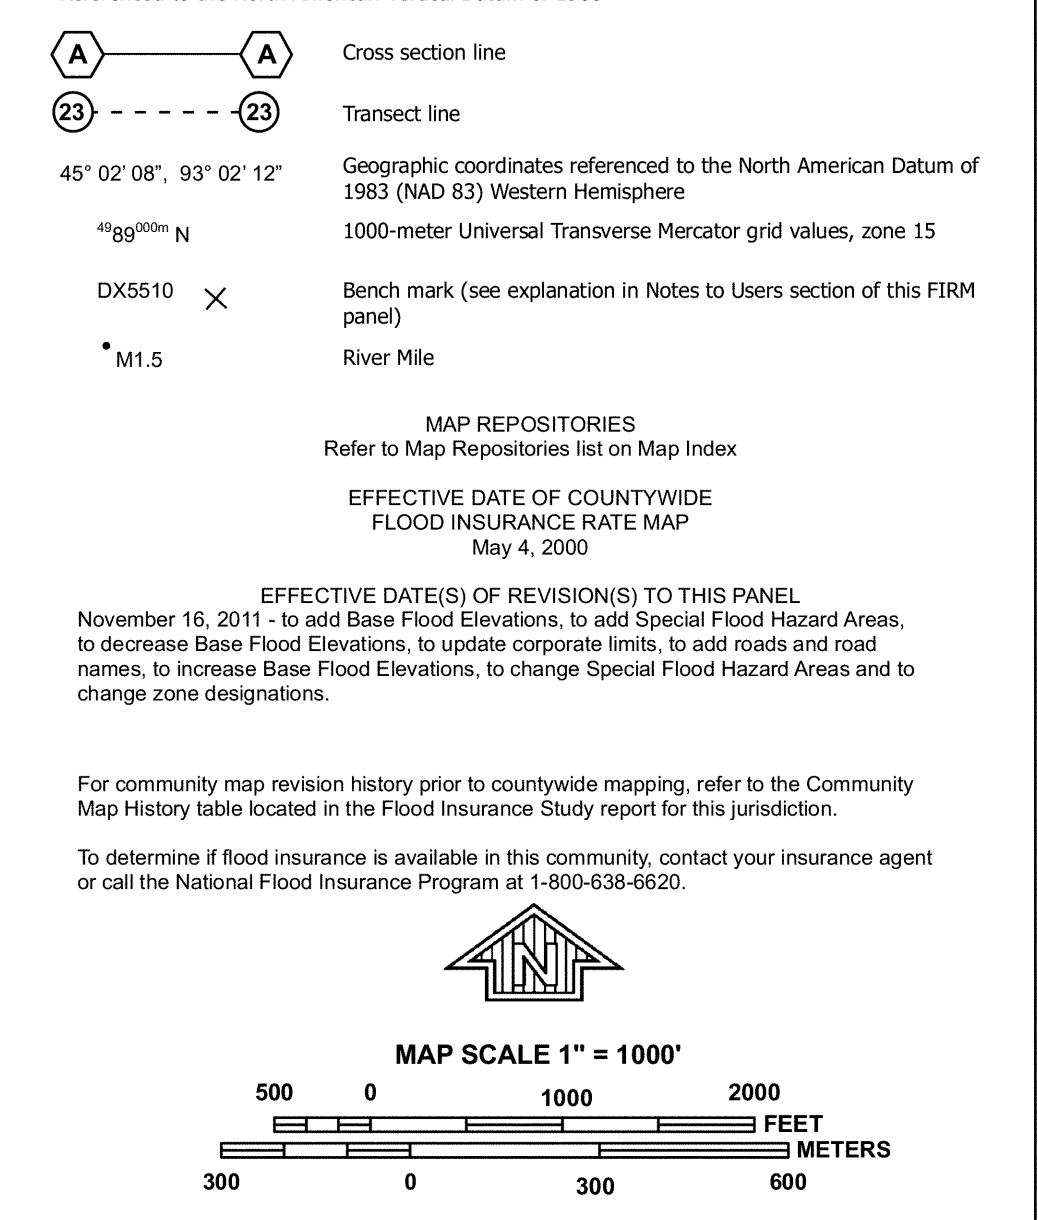 A A Cross section line
23 23 Transect line
45° 02’ 08”, 93° 02’ 12” Geographic coordinates referenced to the North American Datum of
1983 (NAD 83) Western Hemisphere
4989000m N 1000-meter Universal Transverse Mercator grid values, zone 15
DX5510 Bench mark (see explanation in Notes to Users section of this FIRM
panel)
M1.5 River Mile
MAP REPOSITORIES
Refer to Map Repositories list on Map Index
EFFECTIVE DATE OF COUNTYWIDE
FLOOD INSURANCE RATE MAP
May 4, 2000
EFFECTIVE DATE(S) OF REVISION(S) TO THIS PANEL
November 16, 2011 - to add Base Flood Elevations, to add Special Flood Hazard Areas,
to decrease Base Flood Elevations, to update corporate limits, to add roads and road
names, to increase Base Flood Elevations, to change Special Flood Hazard Areas and to
change zone designations.
For community map revision history prior to countywide mapping, refer to the Community
Map History table located in the Flood Insurance Study report for this jurisdiction.
To determine if flood insurance is available in this community, contact your insurance agent
or call the National Flood Insurance Program at 1-800-638-6620.
N
MAP SCALE 1" = 1000'
500 0 1000 2000
FEET
METERS
300 0 300 600